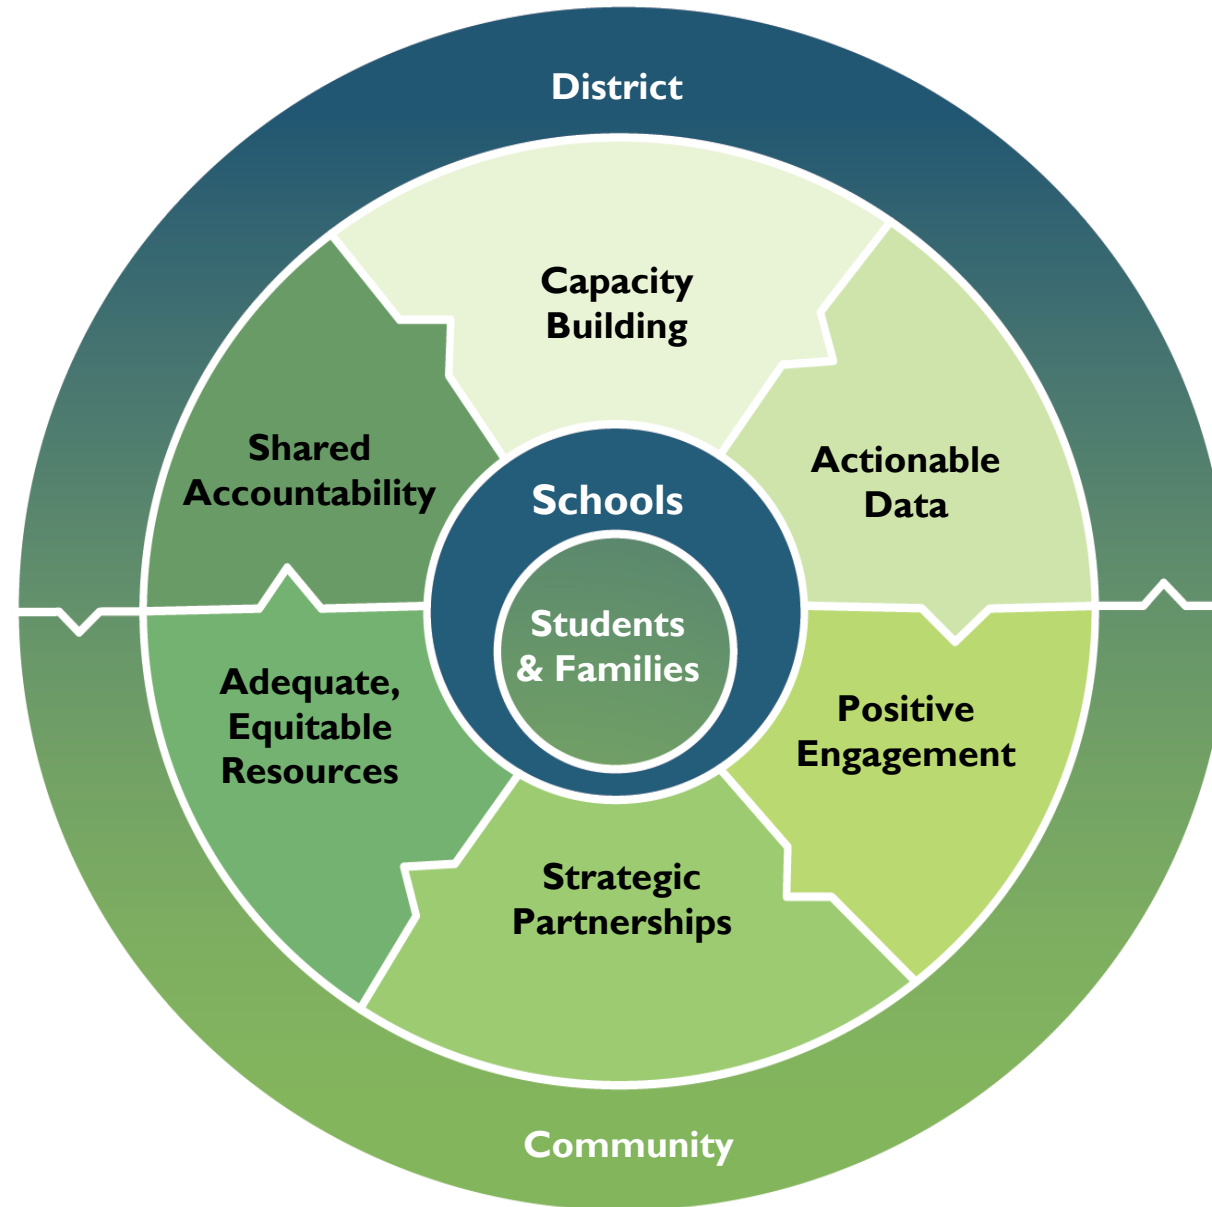 District
Capacity
Building
Shared
Accountability
Actionable
Data
Schools
Students
& Families
Adequate,
Equitable
Resources
Positive
Engagement
Strategic
Partnerships
Community